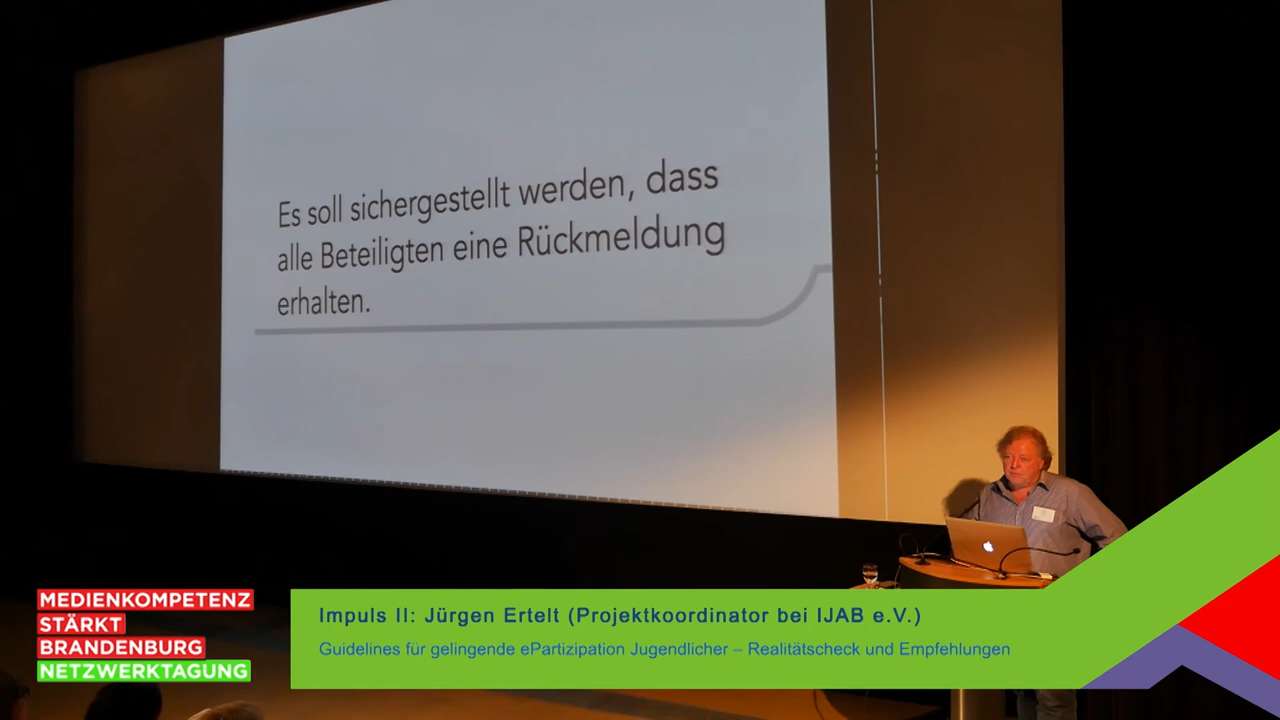 Es soll sichergestellt werden, dass
alle Beteiligten eine Rückmeldung
erhalten.
MEDIENKOMPETENZ
STÄRKT
BRANDENBURG
NETZWERKTAGUNG
Impuls II: Jürgen Ertelt (Projektkoordinator bei IJAB e.V.)
Guidelines für gelingende ePartizipation Jugendlicher – Realitätscheck und Empfehlungen